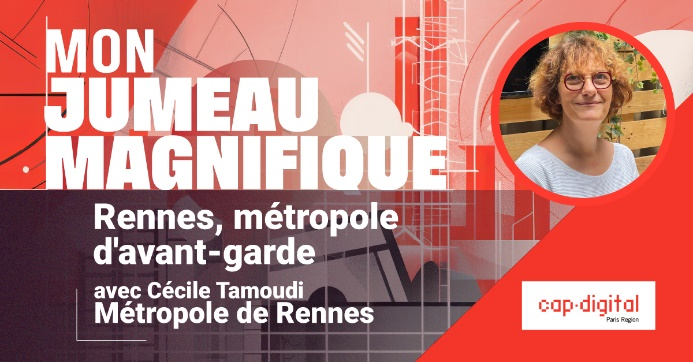 MON
JUMEAU
MAGNIFIQUE
Rennes, métropole
d'avant-garde
avec Cécile Tamoudi
Métropole de Rennes
cap·digital
Paris Region